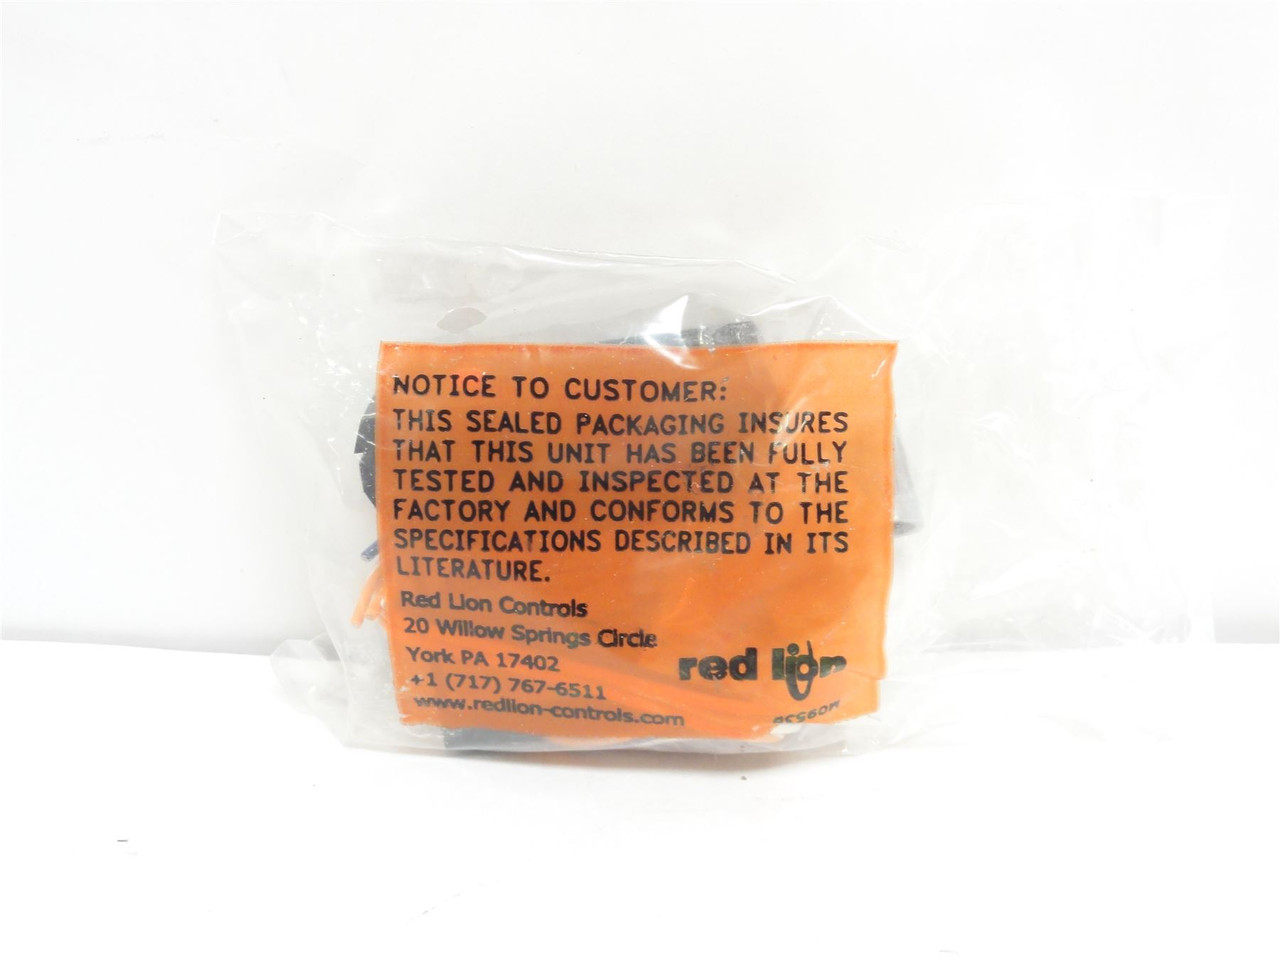 NOTICE TO CUSTOMER:
THIS SEALED PACKAGING INSURES
THAT THIS UNIT HAS BEEN FULLY
TESTED AND INSPECTED AT THE
FACTORY AND CONFORMS TO THE
SPECIFICATIONS DESCRIBED IN ITS
LITERATURE.
Red Lion Controls
20 Willow Springs Circle
York PA 17402
+1 (717) 767-6511
www.redlion-controls.com
red lion